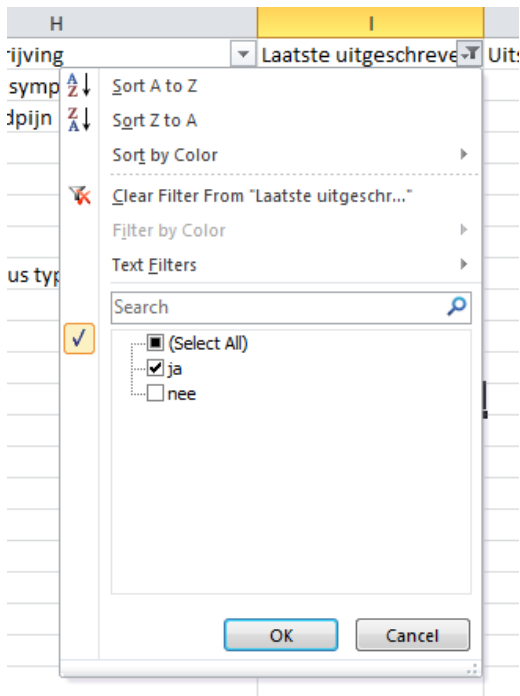 H I
rijving Laatste uitgeschreve Uits
symp
dpijn
us typ
Sort A to Z
Sort Z to A
Sort by Color
Clear Filter From "Laatste uitgeschr..."
Filter by Color
Text Filters
Search
(Select All)
ja
nee
OK Cancel